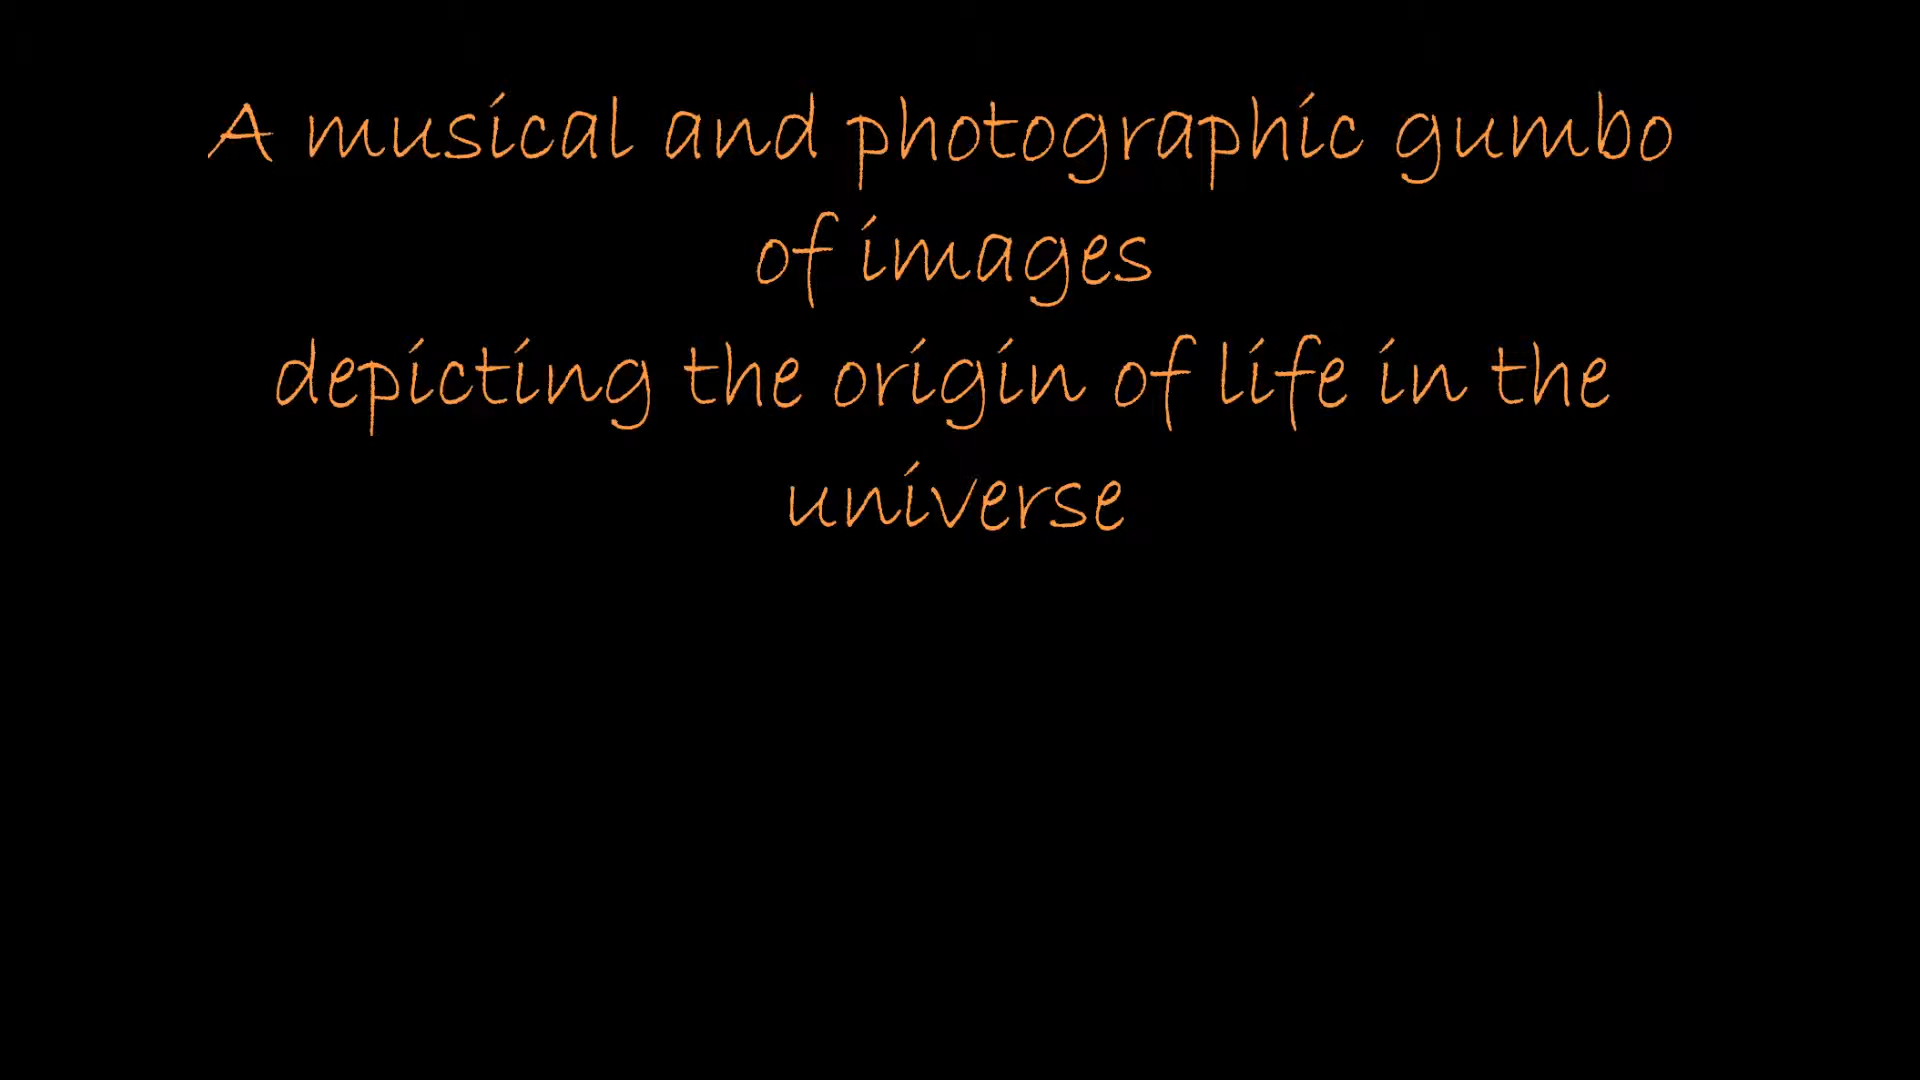 A musical and photographic gumbo
of images
depicting the origin of life in the
universe